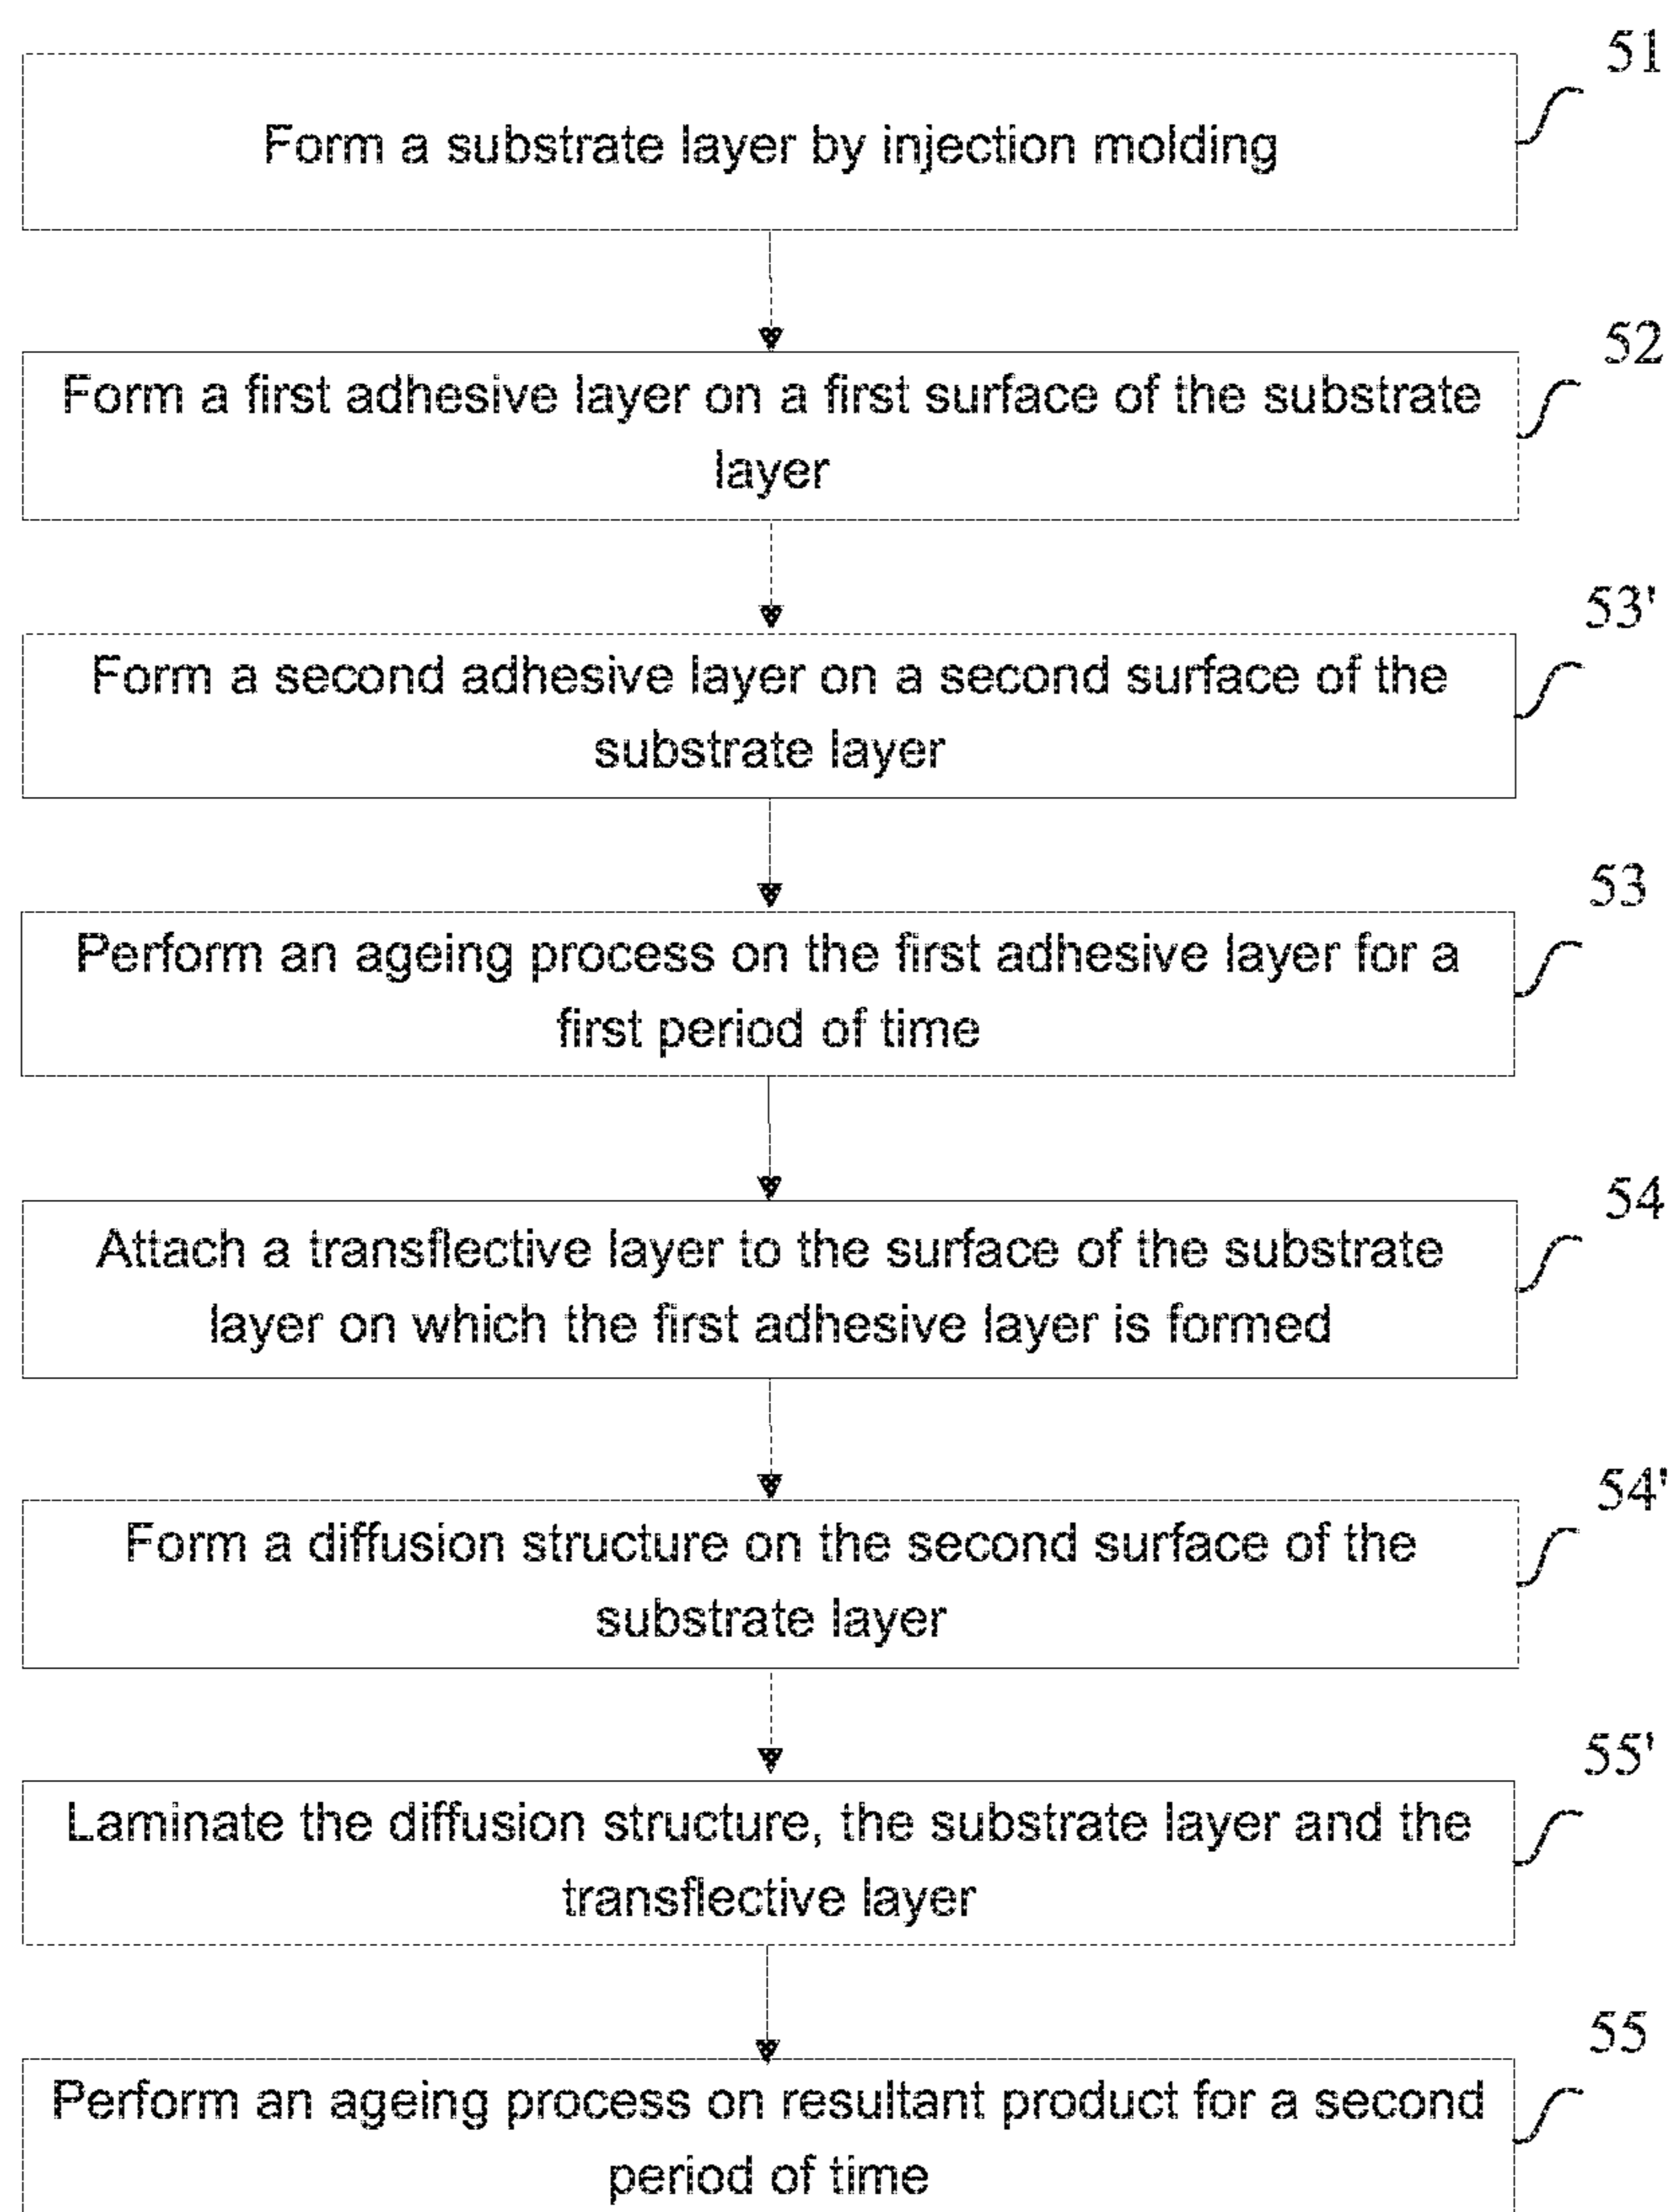 51
Form a substrate layer by injection molding
52
Form a first adhesive layer on a first surface of the substrate
layer
53'
Form a second adhesive layer on a second surface of the
substrate layer
53
Perform an ageing process on the first adhesive layer for a
first period of time
54
Attach a transflective layer to the surface of the substrate
layer on which the first adhesive layer is formed
54'
Form a diffusion structure on the second surface of the
substrate layer
55'
Laminate the diffusion structure, the substrate layer and the
transflective layer
55
Perform an ageing process on resultant product for a second
period of time